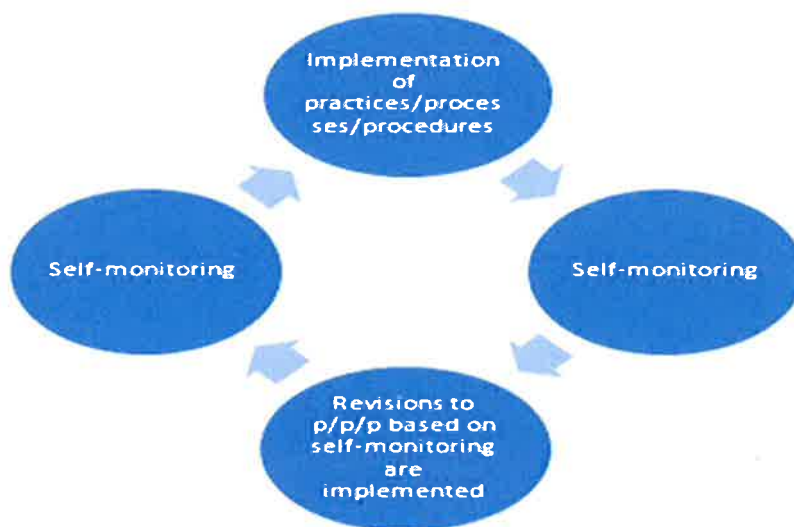 Implementation
of
practices/proces
ses/procedures
Self-monitoring
Self-monitoring
Revisions to
p/p/p based on
self-monitoring
are
implemented